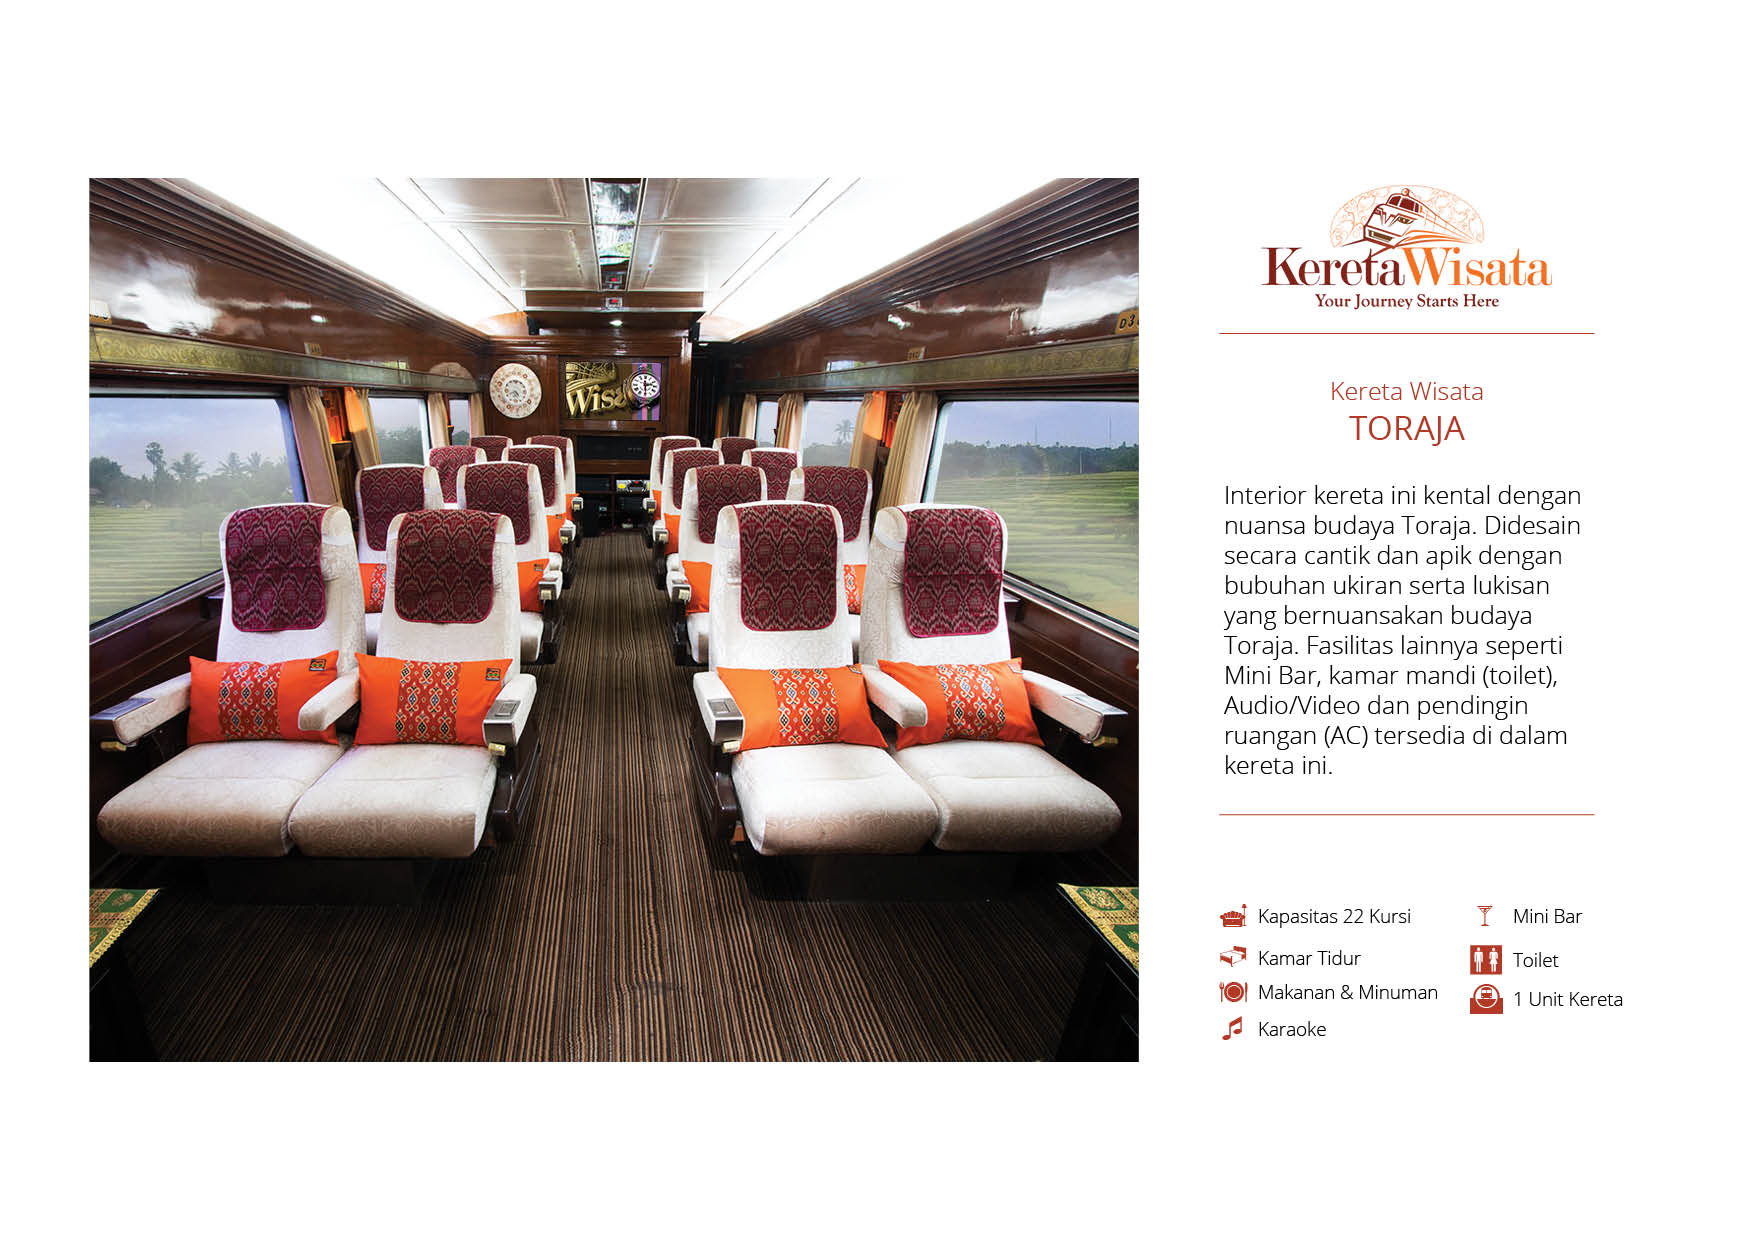 KeretaWisata
Your Journey Starts Here
Kereta Wisata
TORAJA
Interior kereta ini kental dengan
nuansa budaya Toraja. Didesain
secara cantik dan apik dengan
bubuhan ukiran serta lukisan
yang bernuansakan budaya
Toraja. Fasilitas lainnya seperti
Mini Bar, kamar mandi (toilet),
Audio/Video dan pendingin
ruangan (AC) tersedia di dalam
kereta ini.
Kapasitas 22 Kursi
Kamar Tidur
Makanan & Minuman
Karaoke
Mini Bar
Toilet
1 Unit Kereta